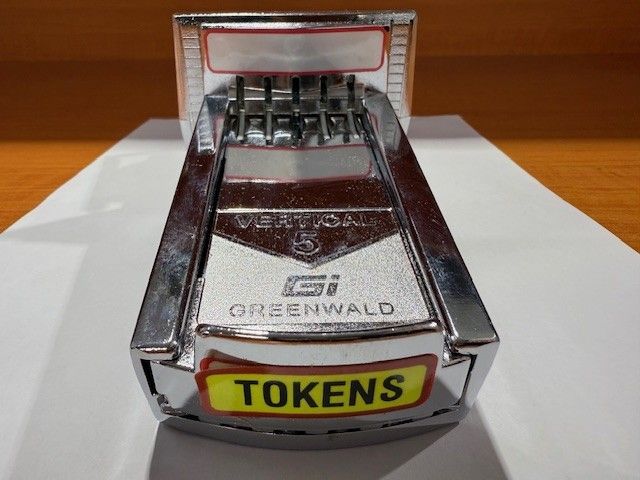 VERTICAL
5
Gi
GREENWALD
TOKENS